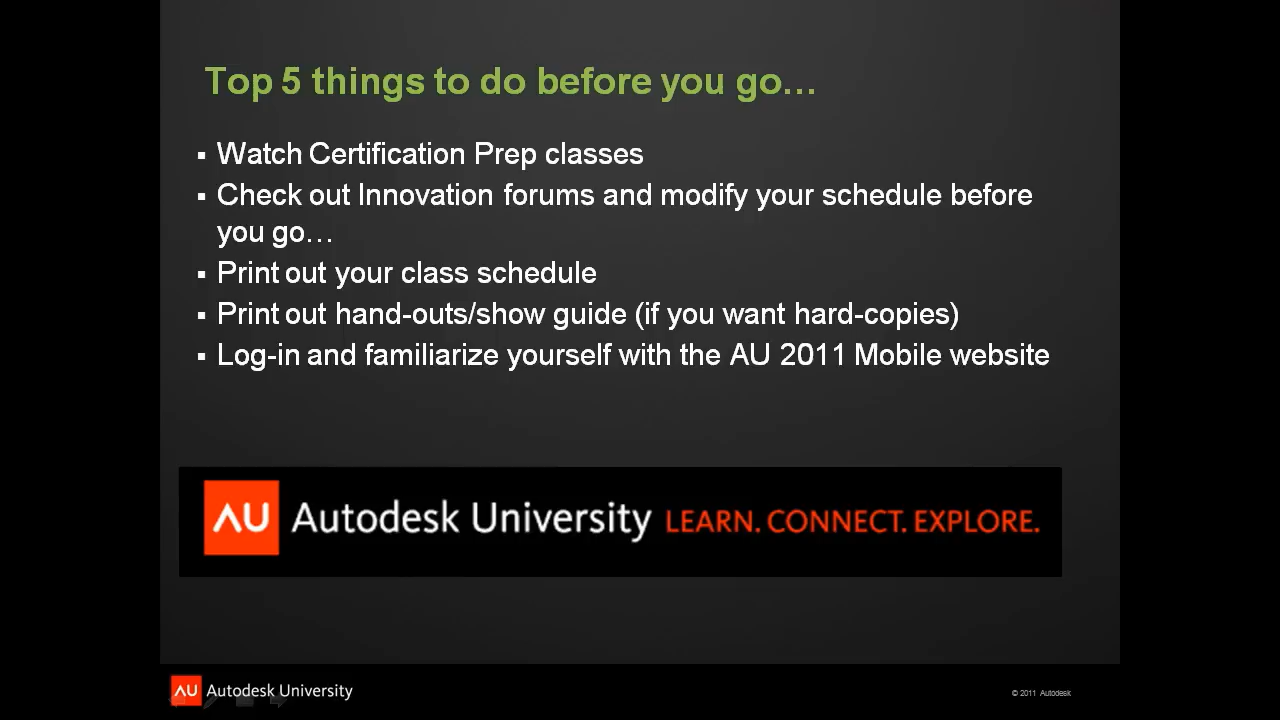 Top 5 things to do before you go…
▪ Watch Certification Prep classes
▪ Check out Innovation forums and modify your schedule before
you go…
▪ Print out your class schedule
▪ Print out hand-outs/show guide (if you want hard-copies)
▪ Log-in and familiarize yourself with the AU 2011 Mobile website
AU Autodesk University LEARN. CONNECT. EXPLORE.
AU Autodesk University
© 2011 Autodesk